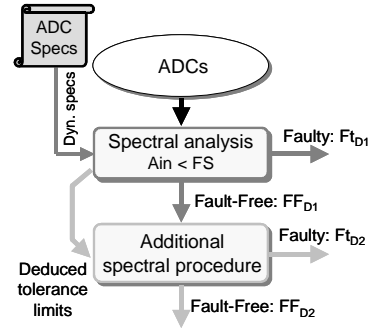 ADC
Specs
ADCs
Dyn. specs
Spectral analysis
Ain < FS
Faulty: Ft_D1
Fault-Free: FF_D1
Additional
spectral procedure
Faulty: Ft_D2
Deduced
tolerance
limits
Fault-Free: FF_D2